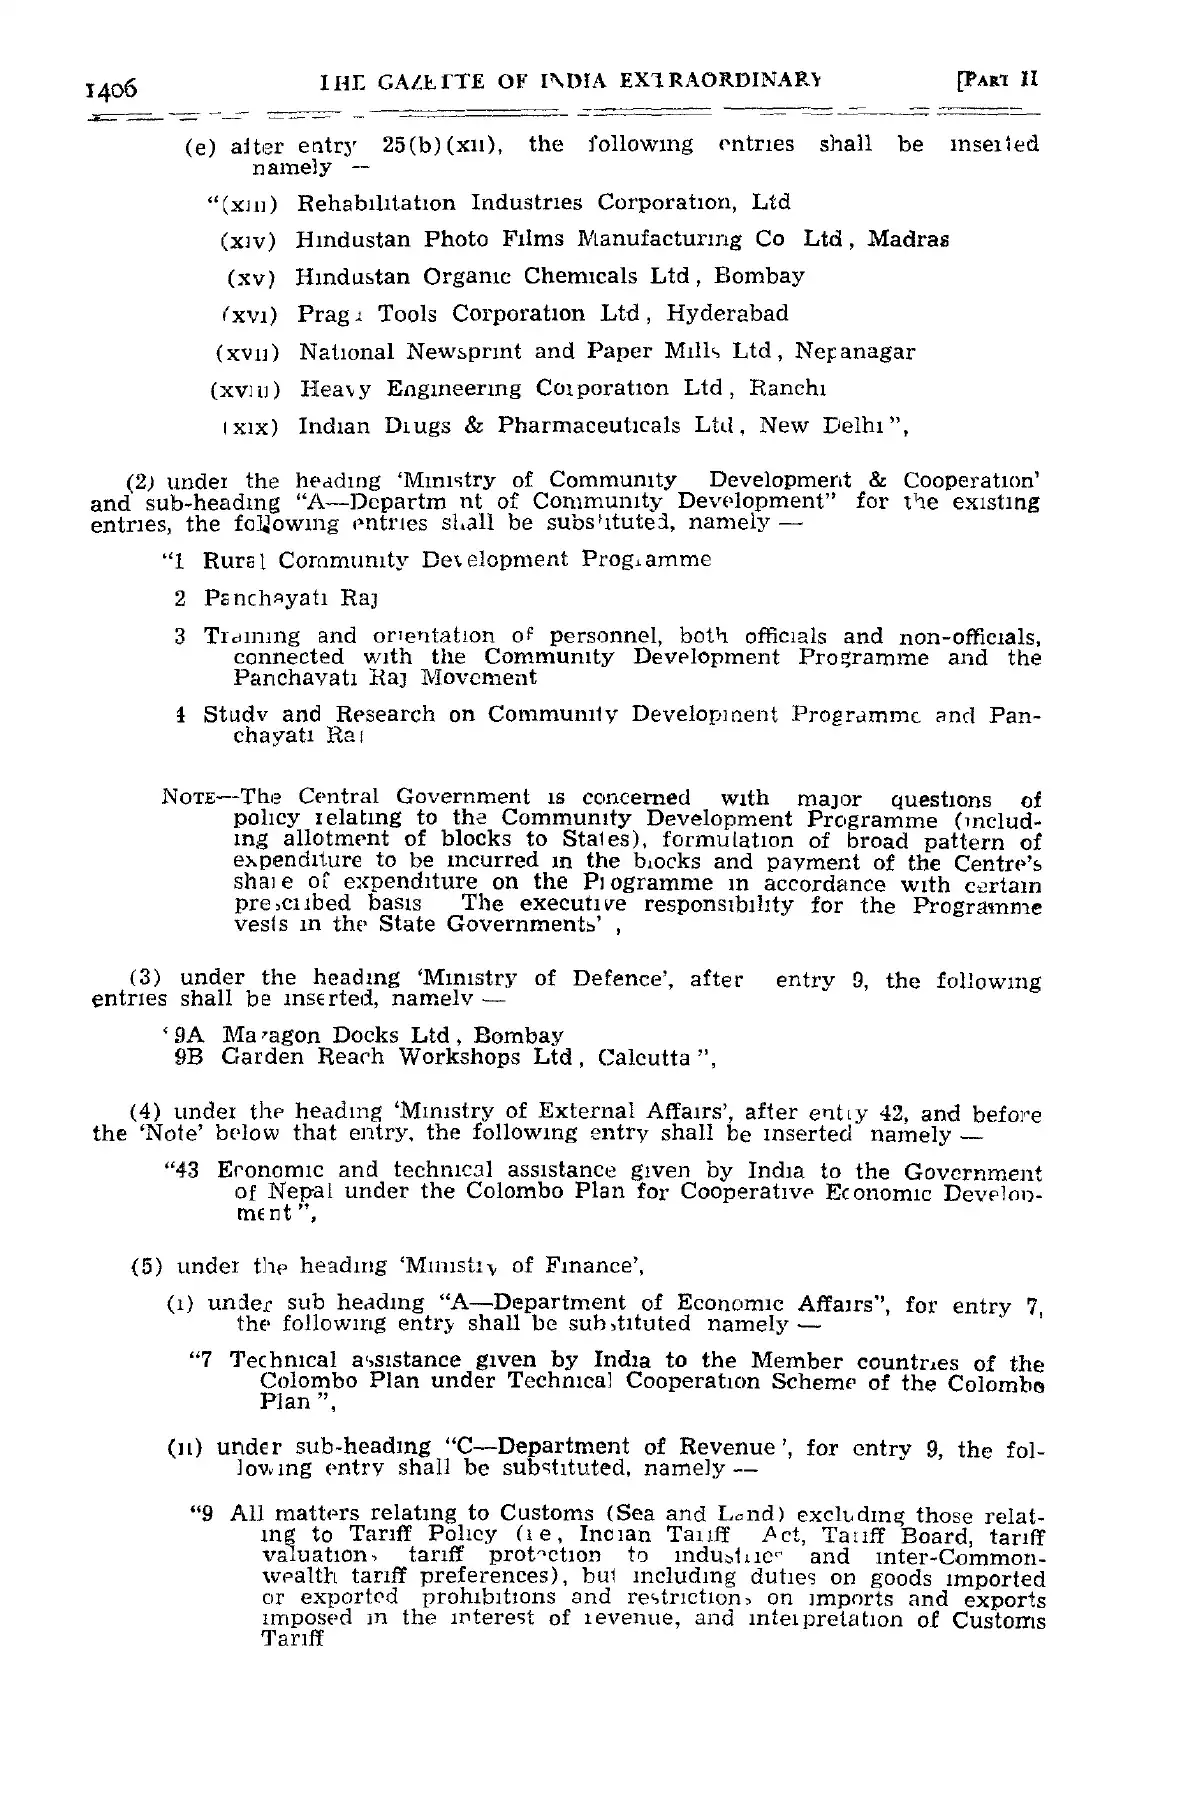 1406 THE GAZETTE OF INDIA EXTRAORDINARY [PART II
(e) after entry 25(b)(xii), the following entries shall be inserted
namely —
"(xiii) Rehabilitation Industries Corporation, Ltd
(xiv) Hindustan Photo Films Manufacturing Co Ltd, Madras
(xv) Hindustan Organic Chemicals Ltd, Bombay
(xvi) Praga Tools Corporation Ltd, Hyderabad
(xvii) National Newsprint and Paper Mills Ltd, Nepanagar
(xviii) Heavy Engineering Corporation Ltd, Ranchi
(xix) Indian Drugs & Pharmaceuticals Ltd, New Delhi",
(2) under the heading 'Ministry of Community Development & Cooperation'
and sub-heading "A—Department of Community Development" for the existing
entries, the following entries shall be substituted, namely —
"1 Rural Community Development Programme
2 Panchayati Raj
3 Training and orientation of personnel, both officials and non-officials,
connected with the Community Development Programme and the
Panchayati Raj Movement
4 Study and Research on Community Development Programme and Pan-
chayati Raj
NOTE—The Central Government is concerned with major questions of
policy relating to the Community Development Programme (includ-
ing allotment of blocks to States), formulation of broad pattern of
expenditure to be incurred in the blocks and payment of the Centre's
share of expenditure on the Programme in accordance with certain
prescribed basis The executive responsibility for the Programme
vests in the State Governments' ,
(3) under the heading 'Ministry of Defence', after entry 9, the following
entries shall be inserted, namely —
'9A Mazagon Docks Ltd, Bombay
9B Garden Reach Workshops Ltd, Calcutta",
(4) under the heading 'Ministry of External Affairs', after entry 42, and before
the 'Note' below that entry, the following entry shall be inserted namely —
"43 Economic and technical assistance given by India to the Government
of Nepal under the Colombo Plan for Cooperative Economic Develop-
ment",
(5) under the heading 'Ministry of Finance',
(i) under sub heading "A—Department of Economic Affairs", for entry 7,
the following entry shall be substituted namely —
"7 Technical assistance given by India to the Member countries of the
Colombo Plan under Technical Cooperation Scheme of the Colombo
Plan",
(ii) under sub-heading "C—Department of Revenue', for entry 9, the fol-
lowing entry shall be substituted, namely —
"9 All matters relating to Customs (Sea and Land) excluding those relat-
ing to Tariff Policy (i e, Indian Tariff Act, Tariff Board, tariff
valuations tariff protection to industries and inter-Common-
wealth tariff preferences), but including duties on goods imported
or exported prohibitions and restrictions on imports and exports
imposed in the interest of revenue, and interpretation of Customs
Tariff